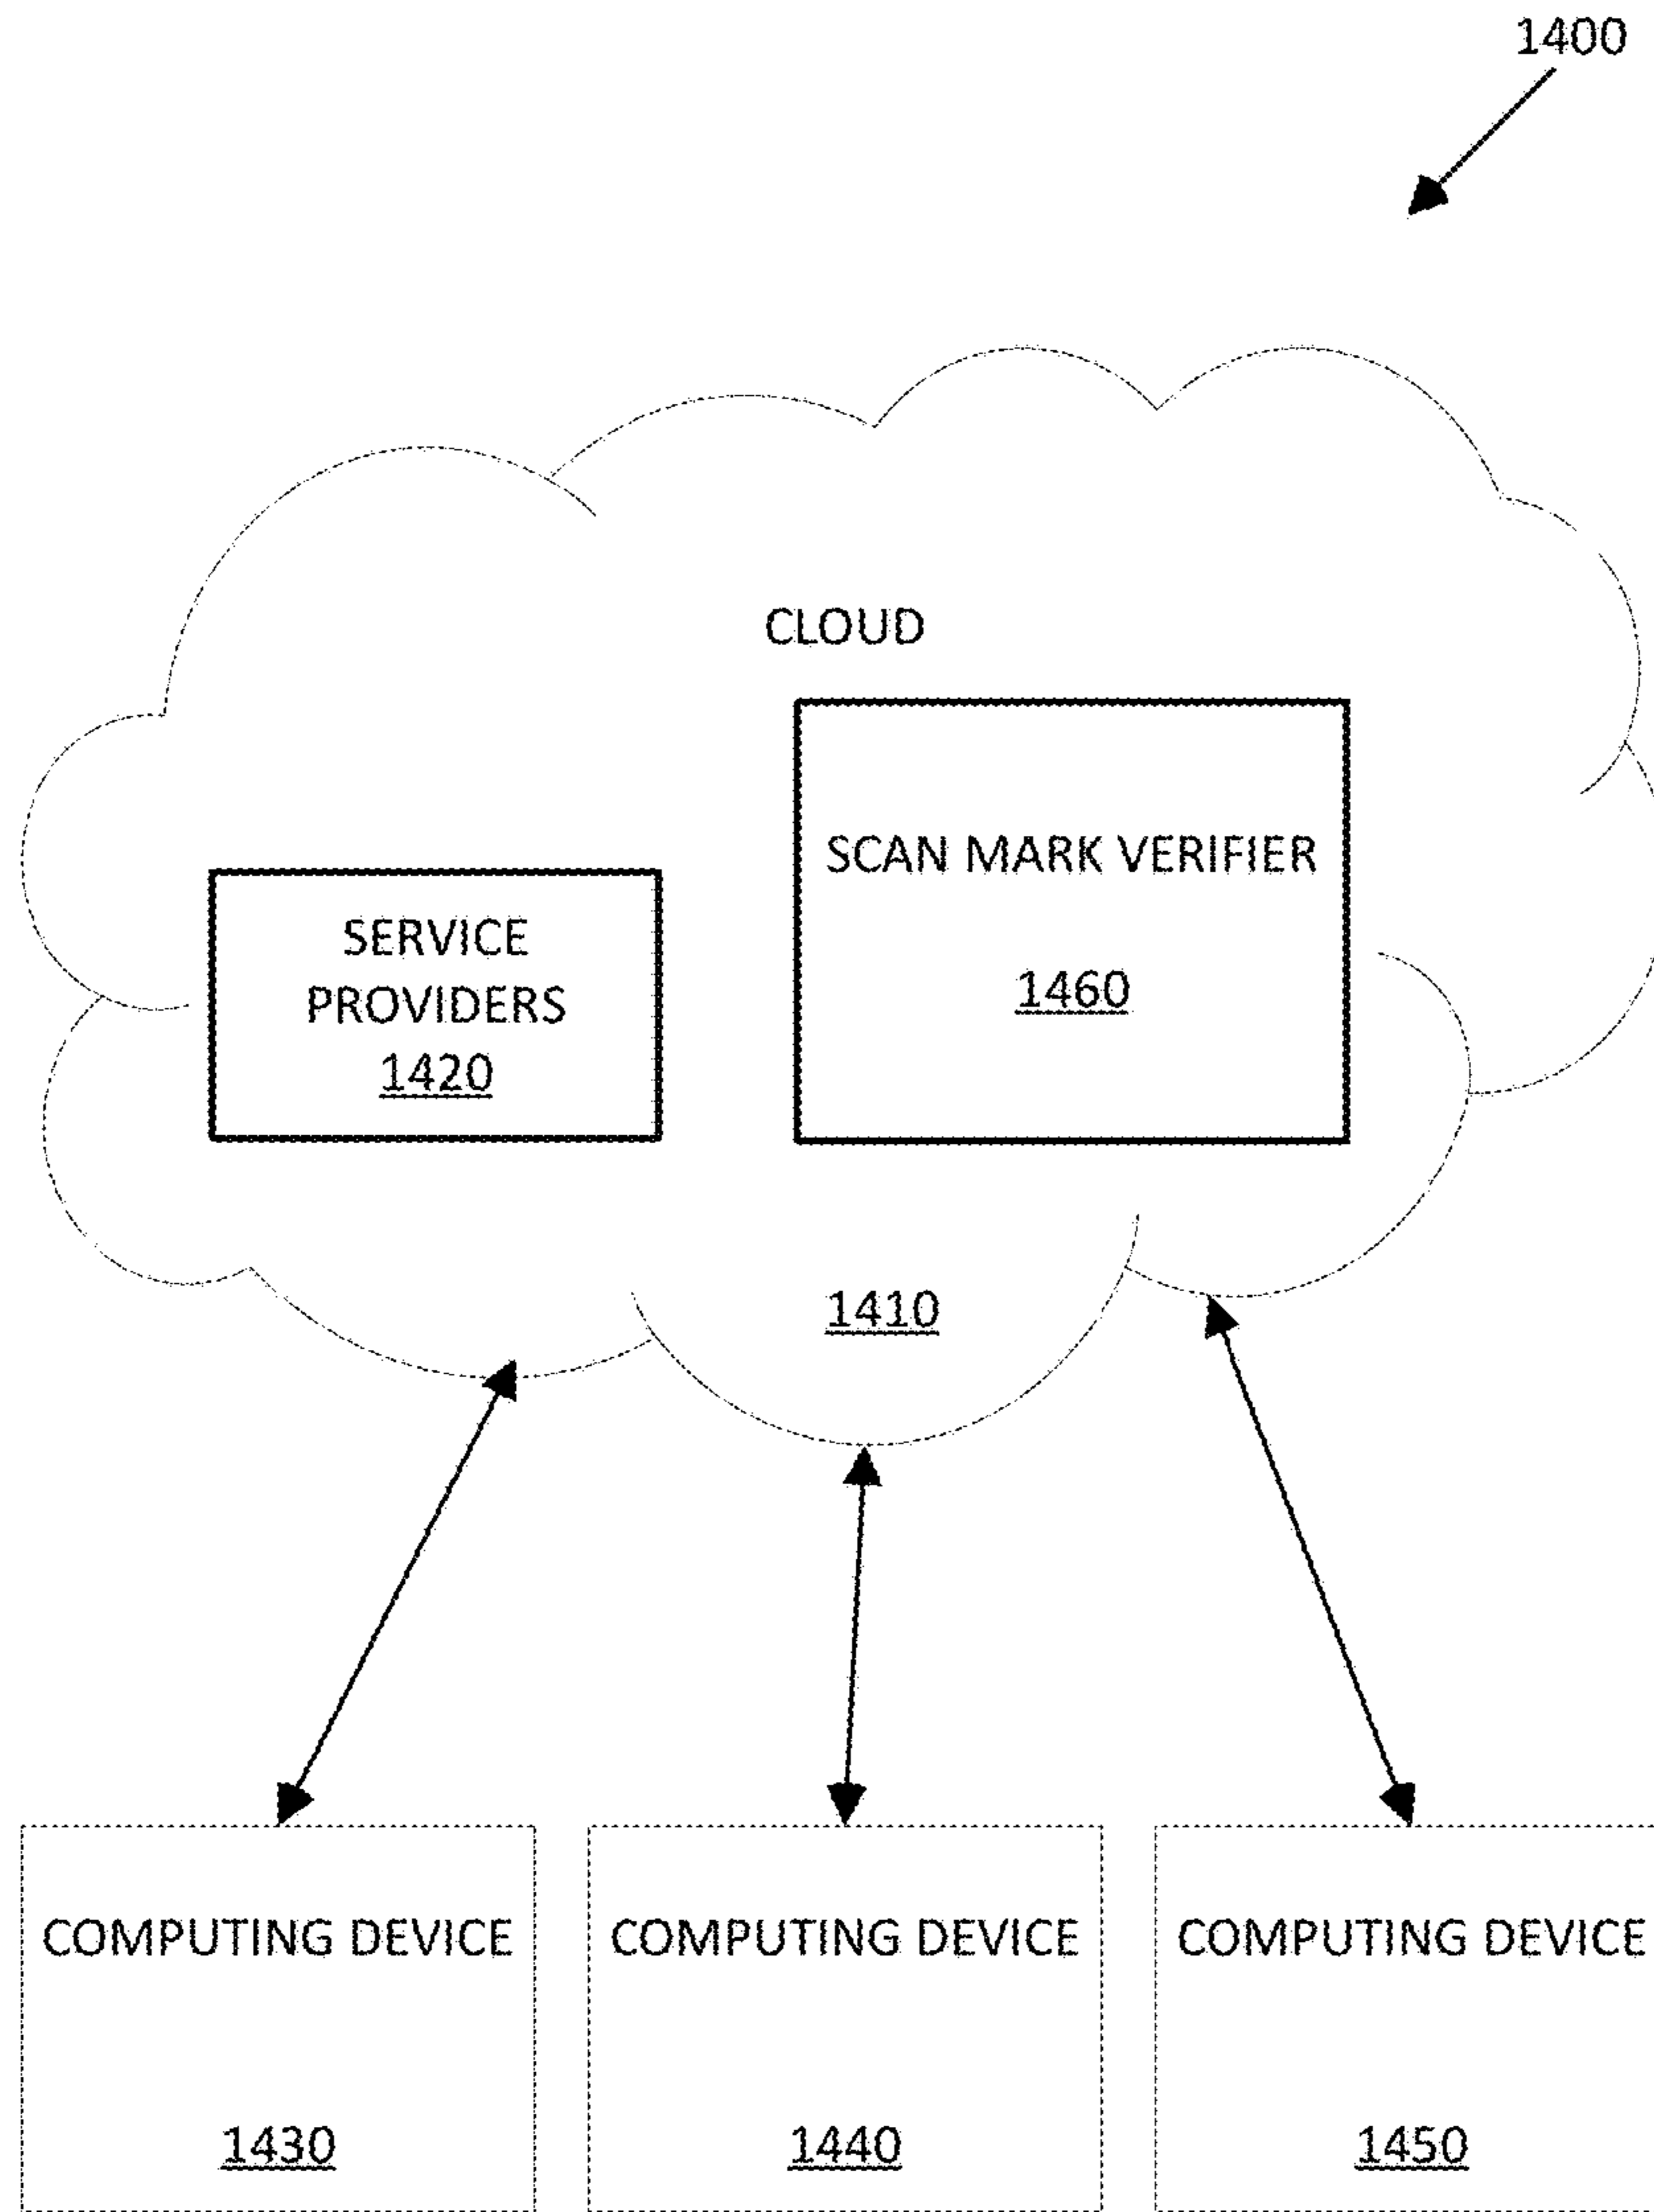 1400
CLOUD
SCAN MARK VERIFIER
1460
SERVICE
PROVIDERS
1420
1410
COMPUTING DEVICE
1430
COMPUTING DEVICE
1440
COMPUTING DEVICE
1450